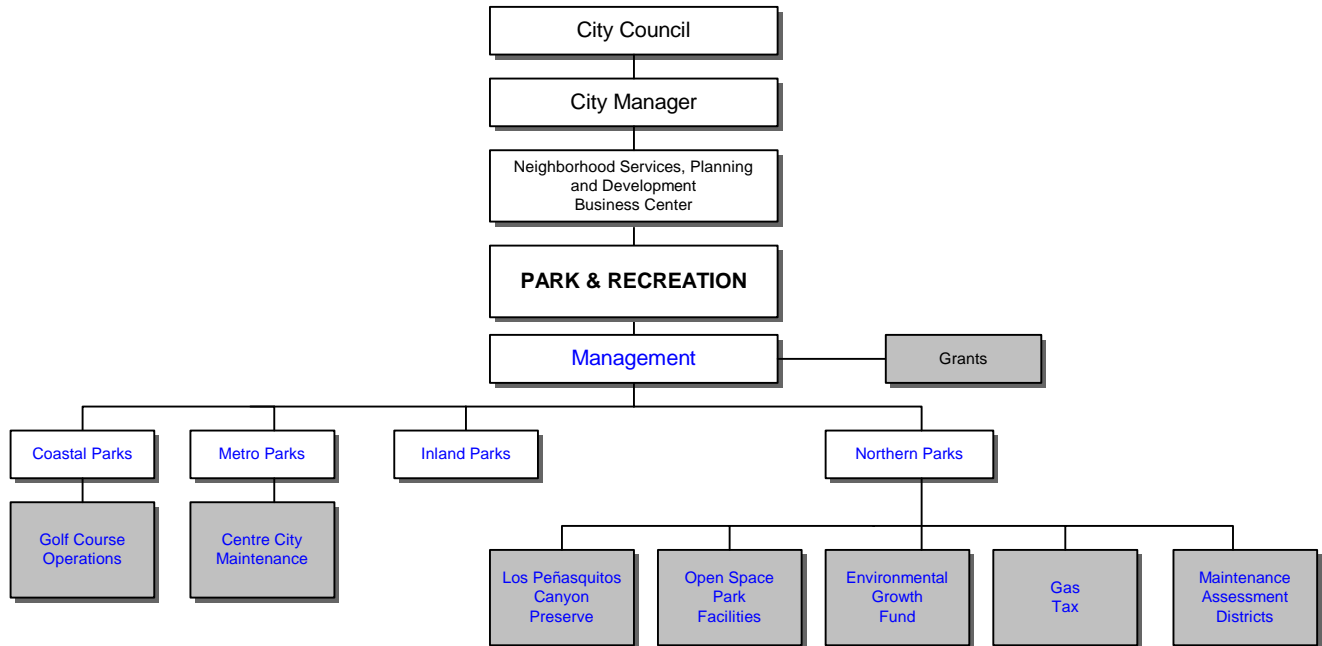 City Council
City Manager
Neighborhood Services, Planning
and Development
Business Center
PARK & RECREATION
Management
Grants
Coastal Parks
Metro Parks
Inland Parks
Northern Parks
Golf Course
Operations
Centre City
Maintenance
Los Peñasquitos
Canyon
Preserve
Open Space
Park
Facilities
Environmental
Growth
Fund
Gas
Tax
Maintenance
Assessment
Districts